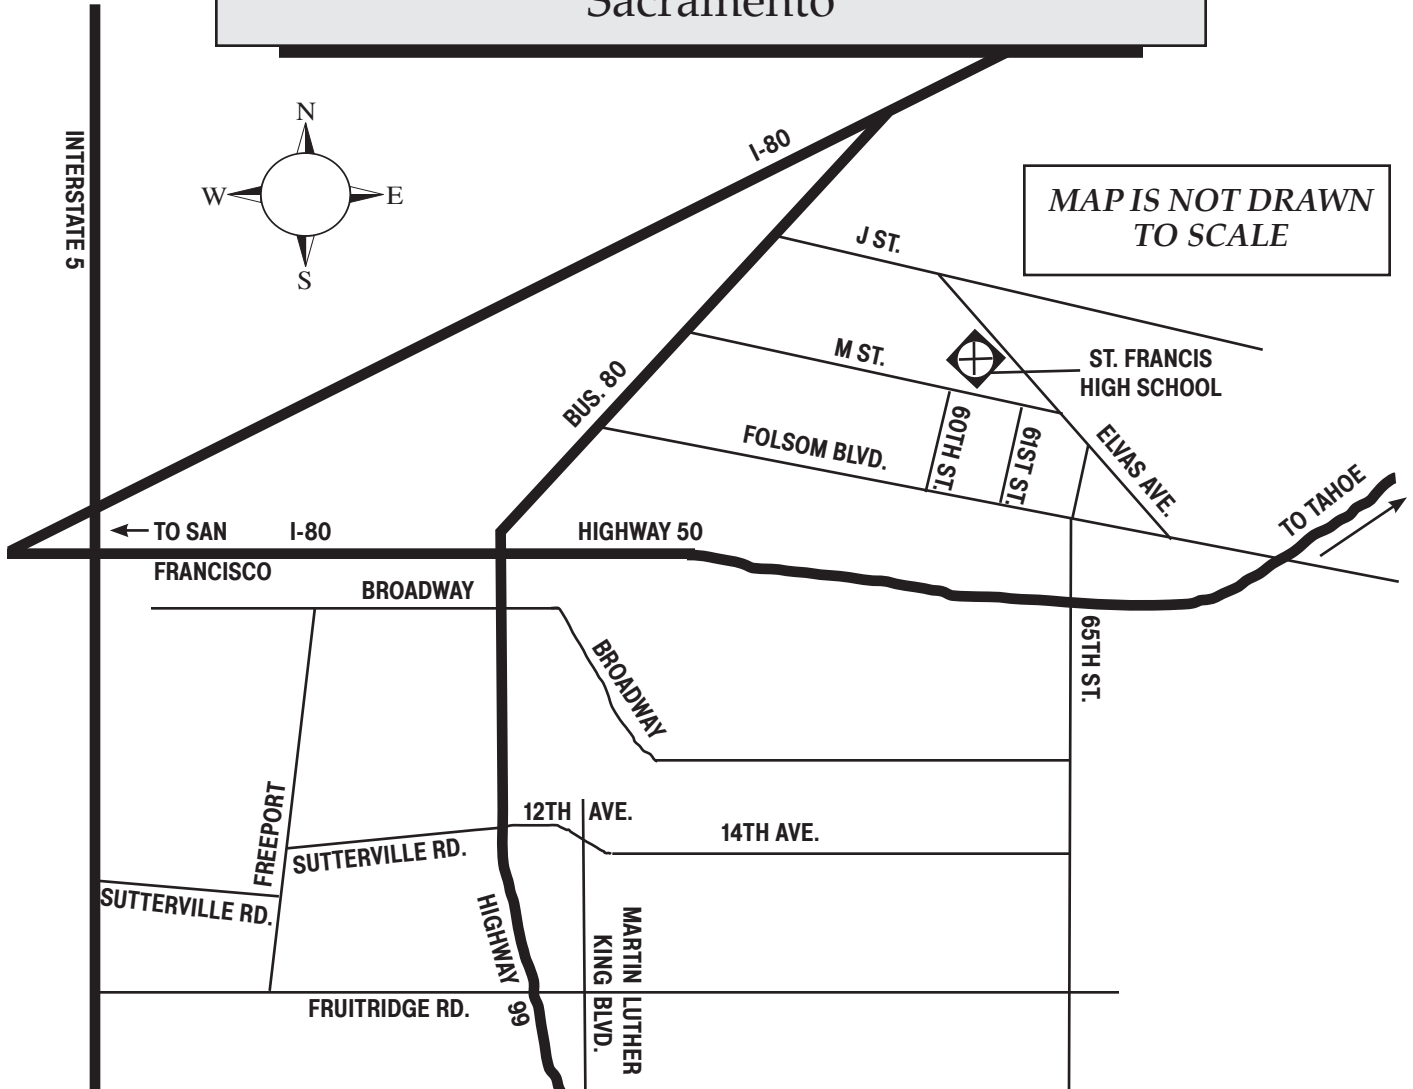 Sacramento
N
W
E
S
INTERSTATE 5
I-80
MAP IS NOT DRAWN
TO SCALE
J ST.
M ST.
ST. FRANCIS
HIGH SCHOOL
BUS. 80
FOLSOM BLVD.
60TH ST.
61ST ST.
ELVAS AVE.
TO TAHOE
TO SAN
FRANCISCO
I-80
HIGHWAY 50
BROADWAY
BROADWAY
65TH ST.
FREEPORT
12TH AVE.
14TH AVE.
SUTTERVILLE RD.
SUTTERVILLE RD.
HIGHWAY 99
MARTIN LUTHER
KING BLVD.
FRUITRIDGE RD.